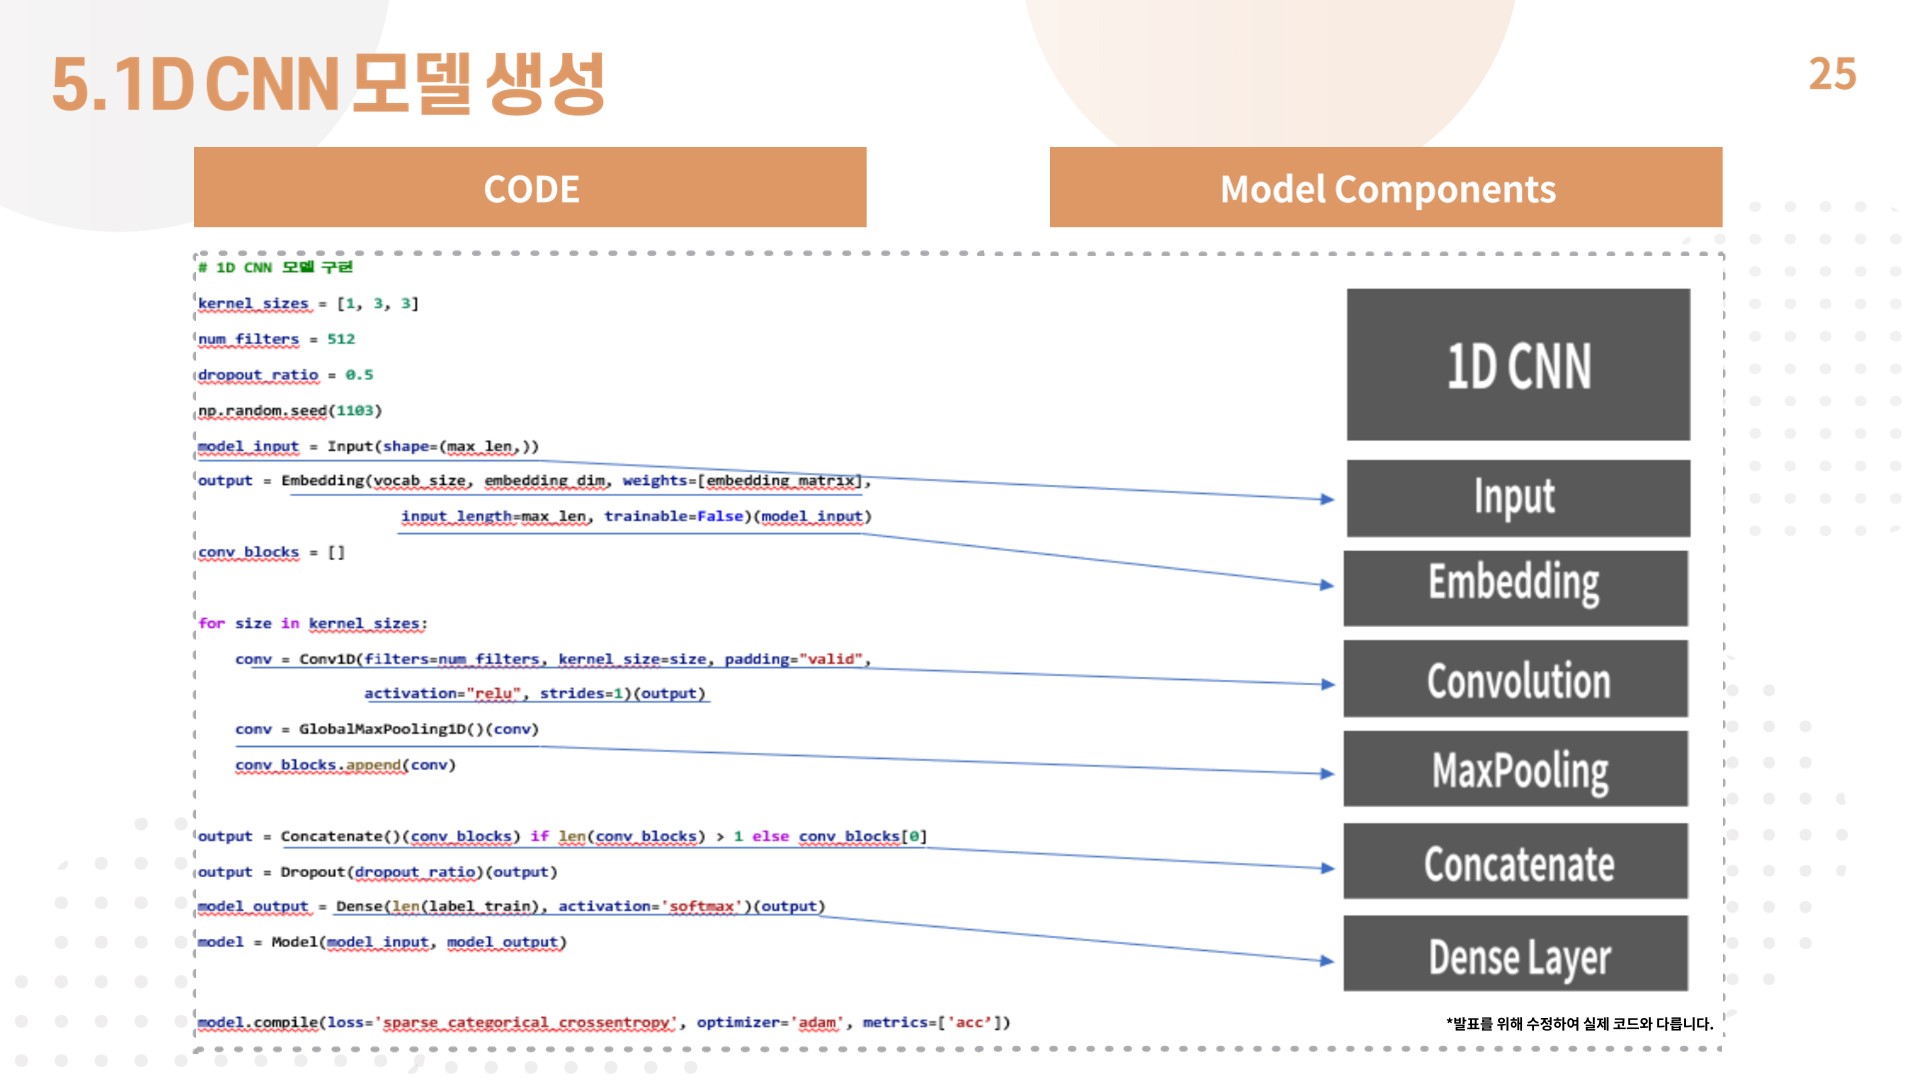 5.1D CNN 모델 생성
25
CODE
Model Components
# 1D CNN 모델 구현
kernel_sizes = [1, 3, 3]
num_filters = 512
dropout_ratio = 0.5
np.random.seed(1103)
model_input = Input(shape=(max_len,))
output = Embedding(vocab_size, embedding_dim, weights=[embedding_matrix],
input_length=max_len, trainable=False)(model_input)
conv_blocks = []
for size in kernel_sizes:
conv = Conv1D(filters=num_filters, kernel_size=size, padding="valid",
activation="relu", strides=1)(output)
conv = GlobalMaxPooling1D()(conv)
conv_blocks.append(conv)
output = Concatenate()(conv_blocks) if len(conv_blocks) > 1 else conv_blocks[0]
output = Dropout(dropout_ratio)(output)
model_output = Dense(len(label_train), activation='softmax')(output)
model = Model(model_input, model_output)
model.compile(loss='sparse_categorical_crossentropy', optimizer='adam', metrics=['acc'])
1D CNN
Input
Embedding
Convolution
MaxPooling
Concatenate
Dense Layer
*발표를 위해 수정하여 실제 코드와 다릅니다.